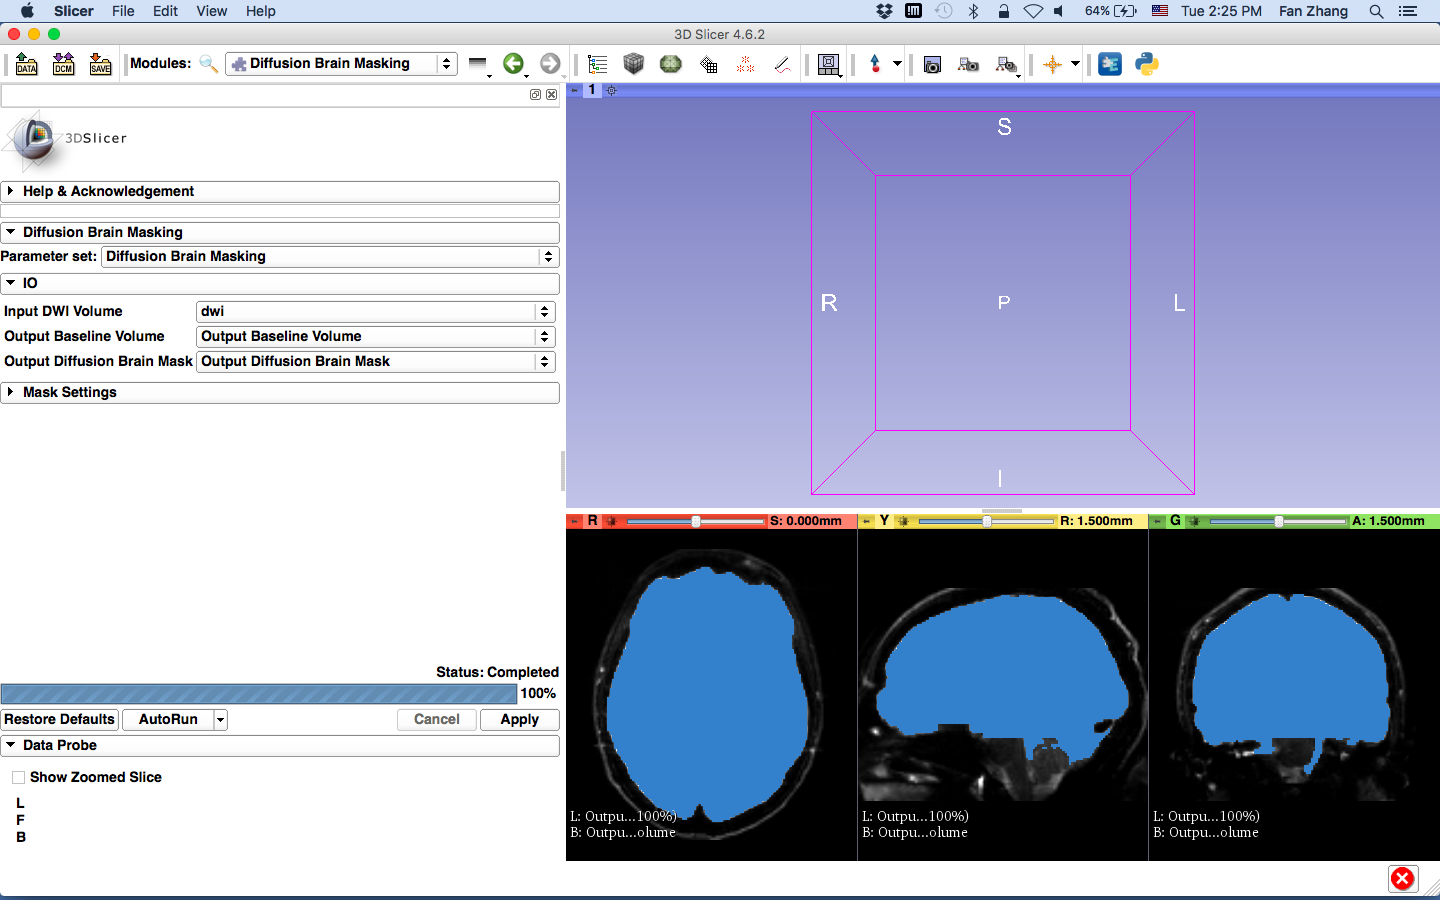 Slicer File Edit View Help 64% Tue 2:25 PM Fan Zhang
3D Slicer 4.6.2
DATA DCM SAVE Modules: Diffusion Brain Masking
1
3DSlicer
Help & Acknowledgement
Diffusion Brain Masking
Parameter set: Diffusion Brain Masking
IO
Input DWI Volume dwi
Output Baseline Volume Output Baseline Volume
Output Diffusion Brain Mask Output Diffusion Brain Mask
Mask Settings
Status: Completed
100%
Restore Defaults AutoRun Cancel Apply
Data Probe
Show Zoomed Slice
L
F
B
S
R P L
I
R S: 0.000mm Y R: 1.500mm G A: 1.500mm
L: Outpu...100%) L: Outpu...100%) L: Outpu...100%)
B: Outpu...olume B: Outpu...olume B: Outpu...olume